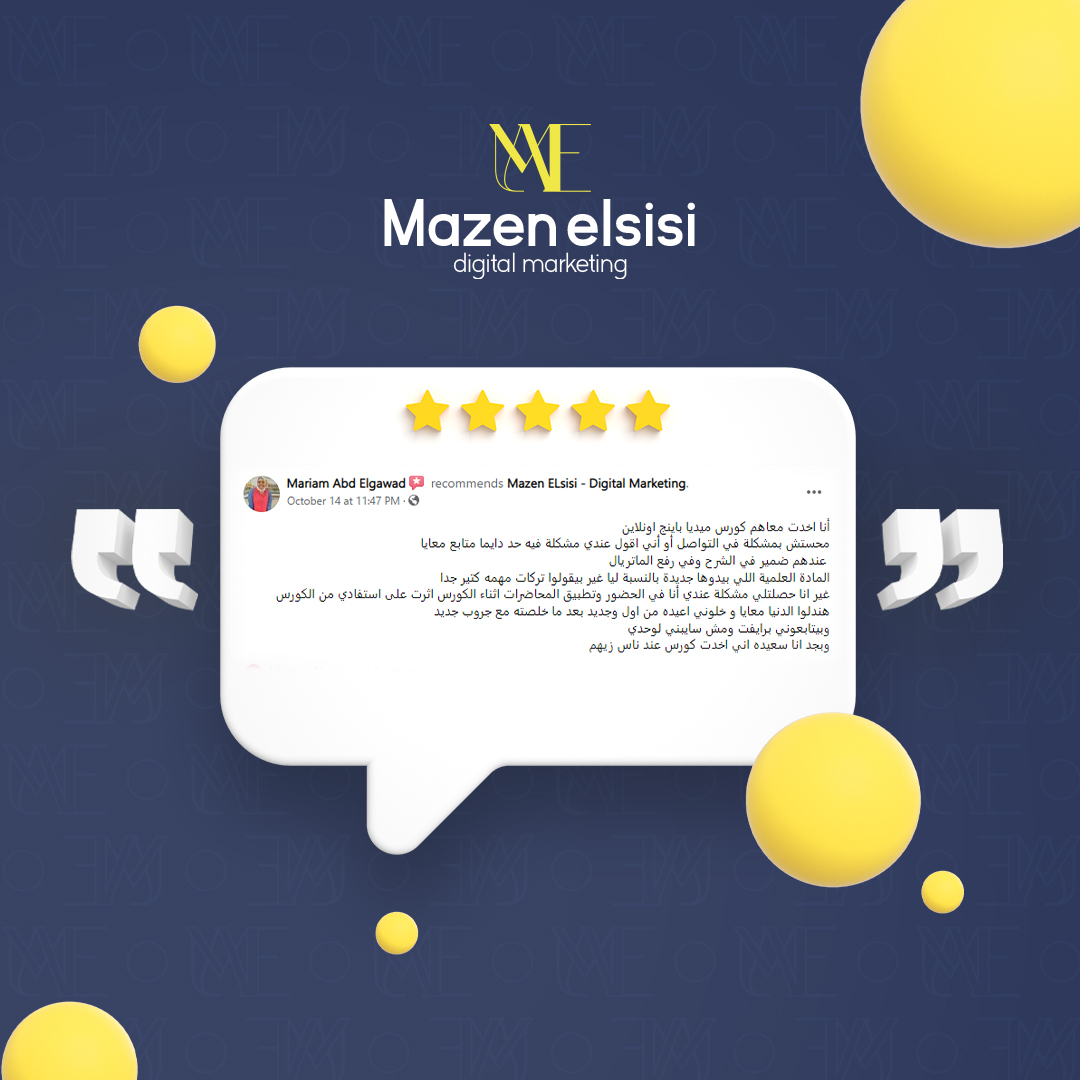 ME
Mazen elsisi
digital marketing
Mariam Abd Elgawad recommends Mazen ELsisi - Digital Marketing.
October 14 at 11:47 PM ·
أنا اخدت معاهم كورس ميديا باينج اونلاين
محستش بمشكلة في التواصل أو أني اقول عندي مشكلة فيه حد دايما متابع معايا
عندهم ضمير في الشرح وفي رفع الماتريال
المادة العلمية اللي بيدوها جديدة بالنسبة ليا غير بيقولوا تركات مهمه كتير جدا
غير انا حصلتلي مشكلة عندي أنا في الحضور وتطبيق المحاضرات اثناء الكورس اثرت على استفادي من الكورس
هندلوا الدنيا معايا و خلوني اعيده من اول وجديد بعد ما خلصته مع جروب جديد
وبيتابعوني برايفت ومش سايبني لوحدي
وبجد انا سعيده اني اخدت كورس عند ناس زيهم